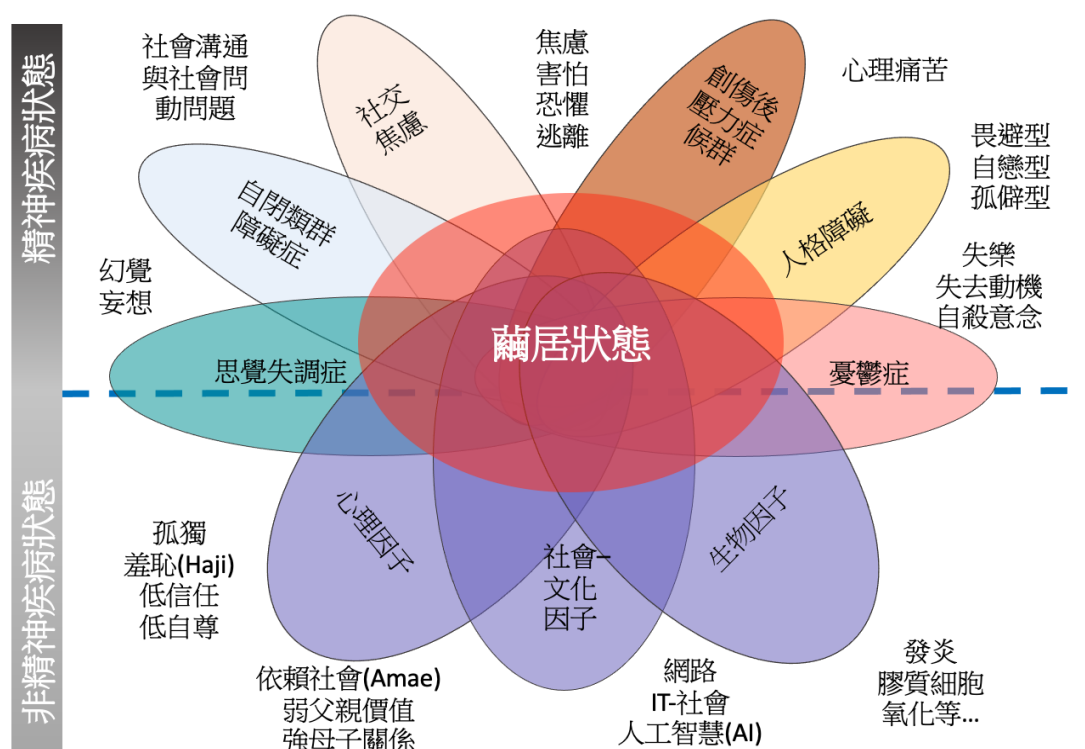 精神疾病狀態
非精神疾病狀態
社會溝通
與社會問
動問題
社交
焦慮
焦慮
害怕
恐懼
逃離
創傷後
壓力症
候群
心理痛苦
畏避型
自戀型
孤僻型
自閉類群
障礙症
人格障礙
幻覺
妄想
失樂
失去動機
自殺意念
繭居狀態
思覺失調症
憂鬱症
心理因子
社會–
文化
因子
生物因子
孤獨
羞恥(Haji)
低信任
低自尊
依賴社會(Amae)
弱父親價值
強母子關係
網路
IT-社會
人工智慧(AI)
發炎
膠質細胞
氧化等...